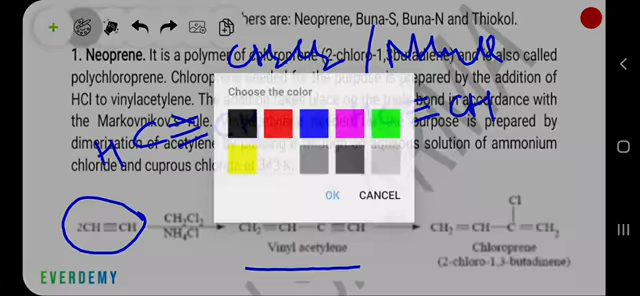 bers are: Neoprene, Buna-S, Buna-N and Thiokol.
1. Neoprene. It is a polymer of chloroprene (2-chloro-1,3-butadiene) and is also called
polychloroprene. Chloroprene needed for the purpose is prepared by the addition of
HCl to vinylacetylene. The addition takes place on the triple bond in accordance with
the Markovnikov's rule. purpose is prepared by
dimerization of acetylene aqueous solution of ammonium
chloride and cuprous chloride at 343 K.
Choose the color
OK CANCEL
H C≡ ≡CH
2CH≡CH CH2Cl2 NH4Cl CH2=CH—C≡CH CH2=CH—C=CH2
Cl
Vinyl acetylene Chloroprene
(2-chloro-1,3-butadinene)
EVERDEMY